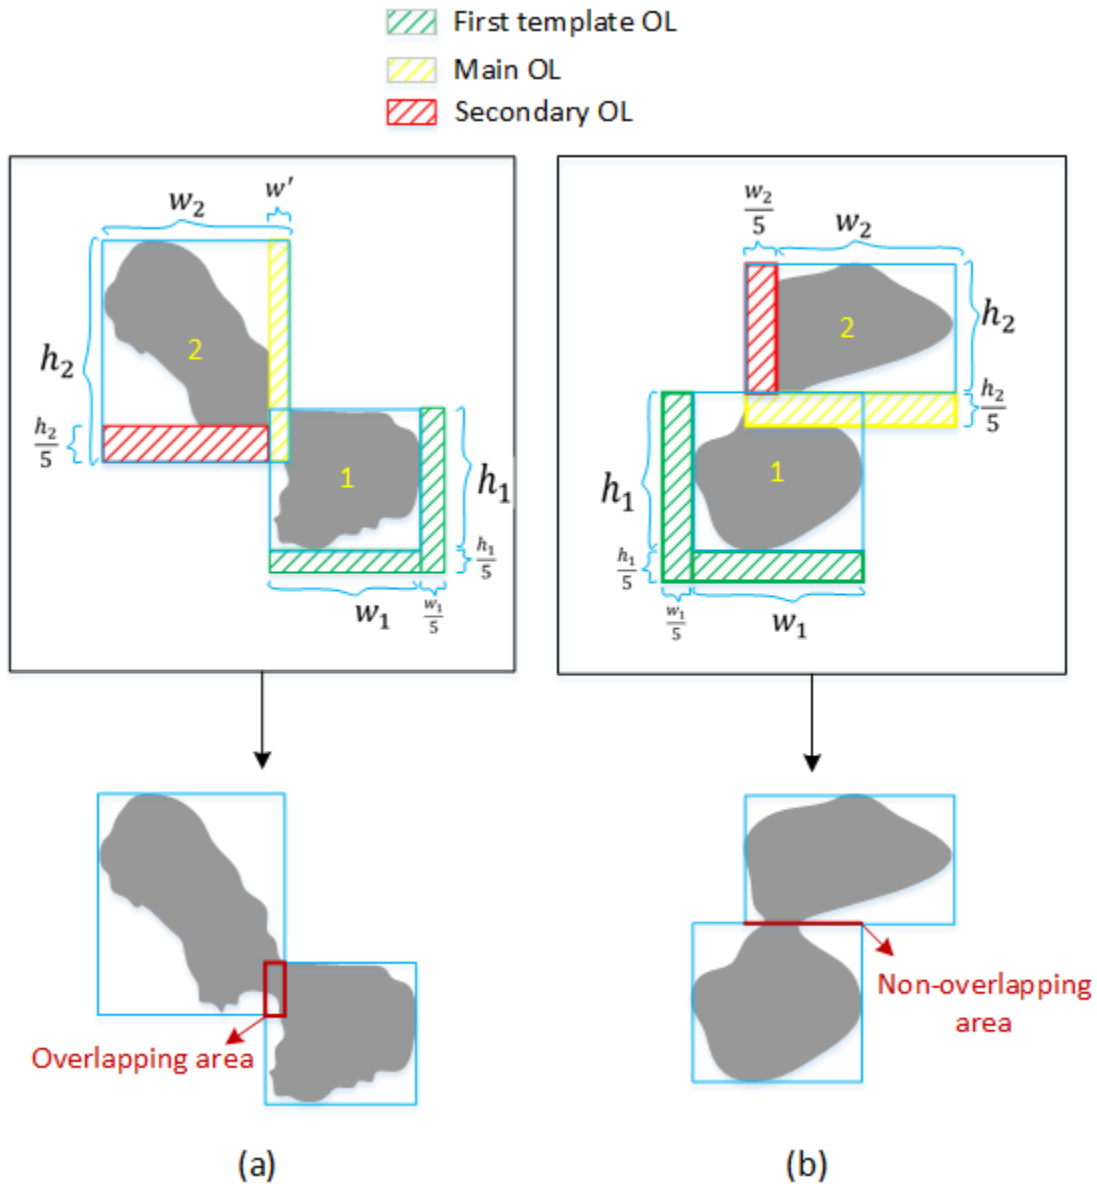 First template OL
Main OL
Secondary OL
w₂
w′
h₂
2
h₂/5
1
h₁
h₁/5
w₁
w₁/5
w₂/5
w₂
2
h₂
h₂/5
h₁
1
h₁/5
w₁/5
w₁
Overlapping area
Non-overlapping
area
(a)
(b)